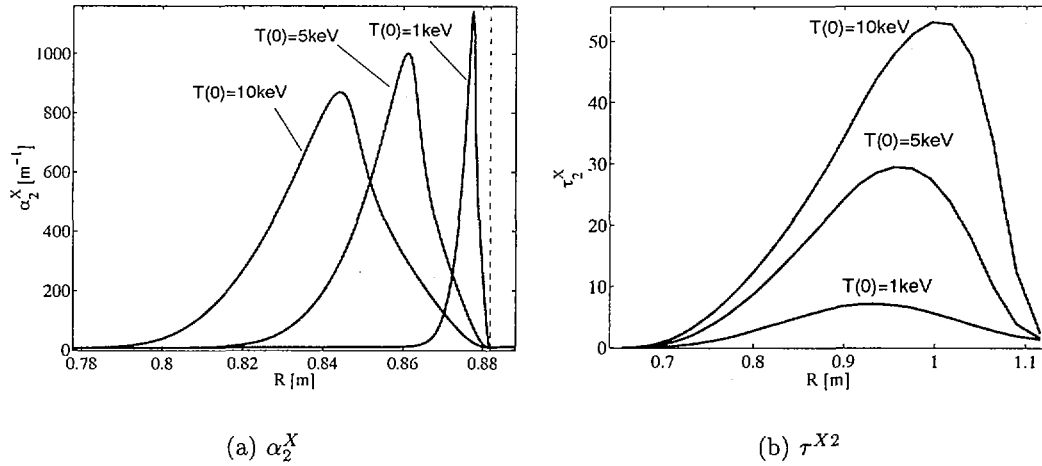 T(0)=1keV
T(0)=5keV
T(0)=10keV
1000
800
600
400
200
0
α₂ˣ [m⁻¹]
0.78
0.8
0.82
0.84
0.86
0.88
R [m]
(a) α₂ˣ
T(0)=10keV
T(0)=5keV
T(0)=1keV
50
40
30
20
10
0
τ₂ˣ
0.7
0.8
0.9
1
1.1
R [m]
(b) τˣ²